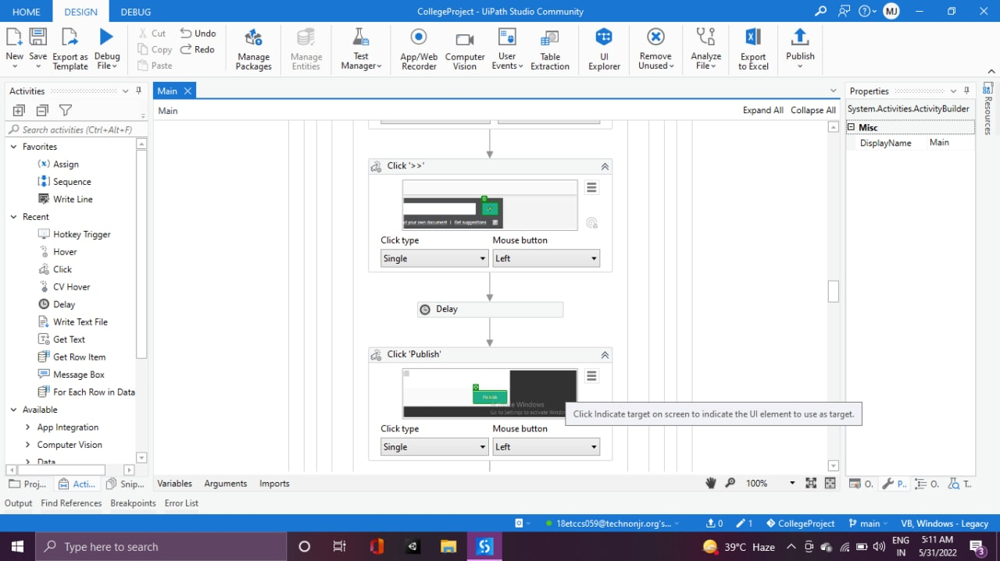 HOME DESIGN DEBUG CollegeProject - UiPath Studio Community MJ
New Save Export as Template Debug File
Cut Copy Paste Undo Redo
Manage Packages Manage Entities Test Manager App/Web Recorder Computer Vision User Events Table Extraction UI Explorer Remove Unused Analyze File Export to Excel Publish
Activities
Search activities (Ctrl+Alt+F)
Favorites
Assign
Sequence
Write Line
Recent
Hotkey Trigger
Hover
Click
CV Hover
Delay
Write Text File
Get Text
Get Row Item
Message Box
For Each Row in Data
Available
App Integration
Computer Vision
Data
Proj... Acti... Snip...
Main
Main Expand All Collapse All
Click '>>'
d your own document | Get suggestions
Click type Mouse button
Single Left
Delay
Click 'Publish'
Activate Windows
Go to Settings to activate Window
Click type Mouse button
Single Left
Click Indicate target on screen to indicate the UI element to use as target.
Variables Arguments Imports 100%
Properties
System.Activities.ActivityBuilder
Misc
DisplayName Main
Resources
O. P.. O. T..
Output Find References Breakpoints Error List
18etccs059@technonjr.org's... 0 1 CollegeProject main VB, Windows - Legacy
Type here to search 39°C Haze ENG IN 5:11 AM 5/31/2022 3